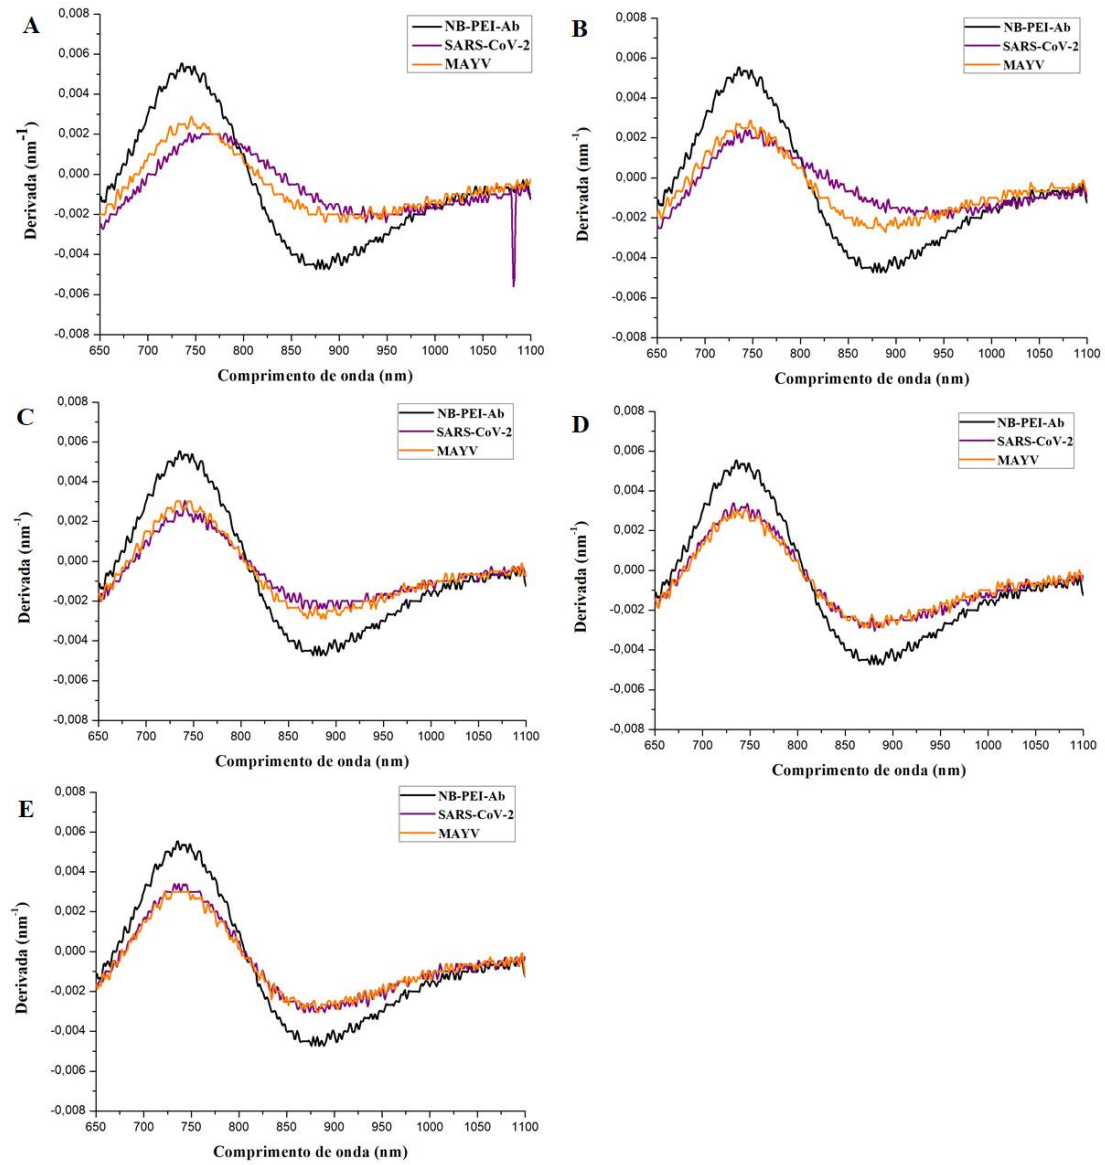 A
0,008
0,006
0,004
0,002
0,000
-0,002
-0,004
-0,006
-0,008
Derivada (nm-1)
NB-PEI-Ab
SARS-CoV-2
MAYV
650 700 750 800 850 900 950 1000 1050 1100
Comprimento de onda (nm)
B
0,008
0,006
0,004
0,002
0,000
-0,002
-0,004
-0,006
-0,008
Derivada (nm-1)
NB-PEI-Ab
SARS-CoV-2
MAYV
650 700 750 800 850 900 950 1000 1050 1100
Comprimento de onda (nm)
C
0,008
0,006
0,004
0,002
0,000
-0,002
-0,004
-0,006
-0,008
Derivada (nm-1)
NB-PEI-Ab
SARS-CoV-2
MAYV
650 700 750 800 850 900 950 1000 1050 1100
Comprimento de onda (nm)
D
0,008
0,006
0,004
0,002
0,000
-0,002
-0,004
-0,006
-0,008
Derivada (nm-1)
NB-PEI-Ab
SARS-CoV-2
MAYV
650 700 750 800 850 900 950 1000 1050 1100
Comprimento de onda (nm)
E
0,008
0,006
0,004
0,002
0,000
-0,002
-0,004
-0,006
-0,008
Derivada (nm-1)
NB-PEI-Ab
SARS-CoV-2
MAYV
650 700 750 800 850 900 950 1000 1050 1100
Comprimento de onda (nm)